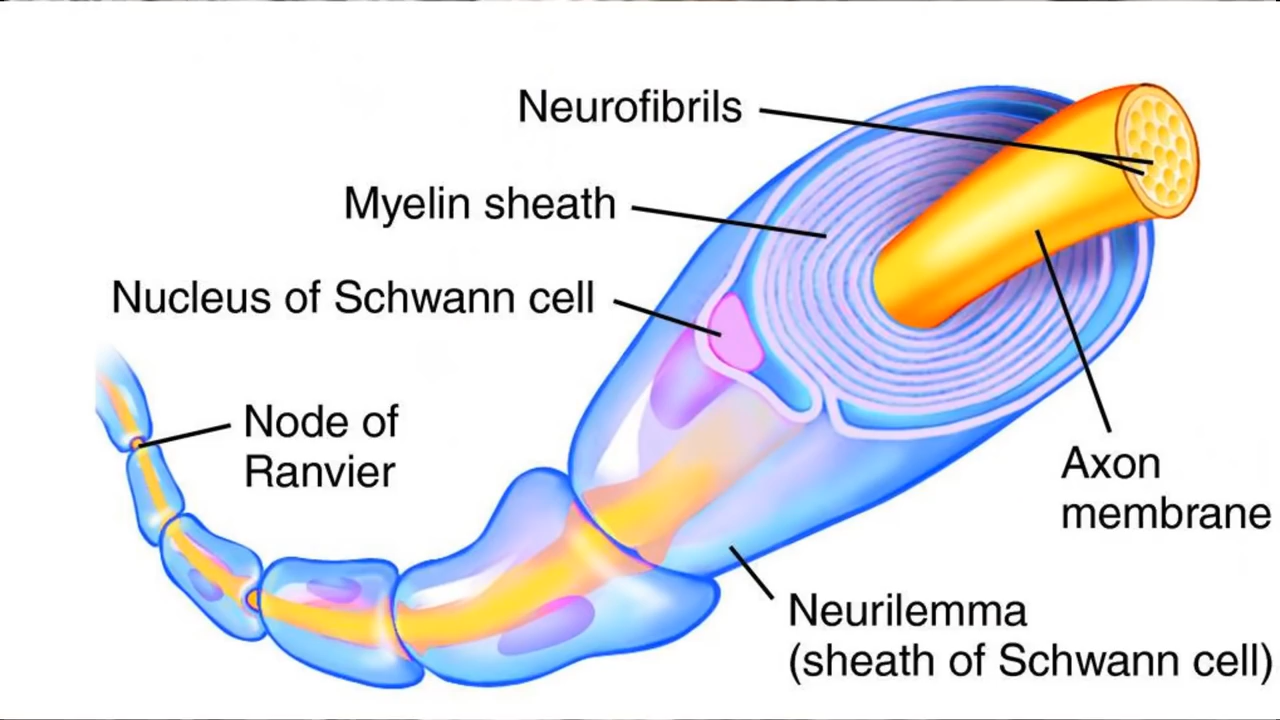 Neurofibrils
Myelin sheath
Nucleus of Schwann cell
Node of
Ranvier
Axon
membrane
Neurilemma
(sheath of Schwann cell)